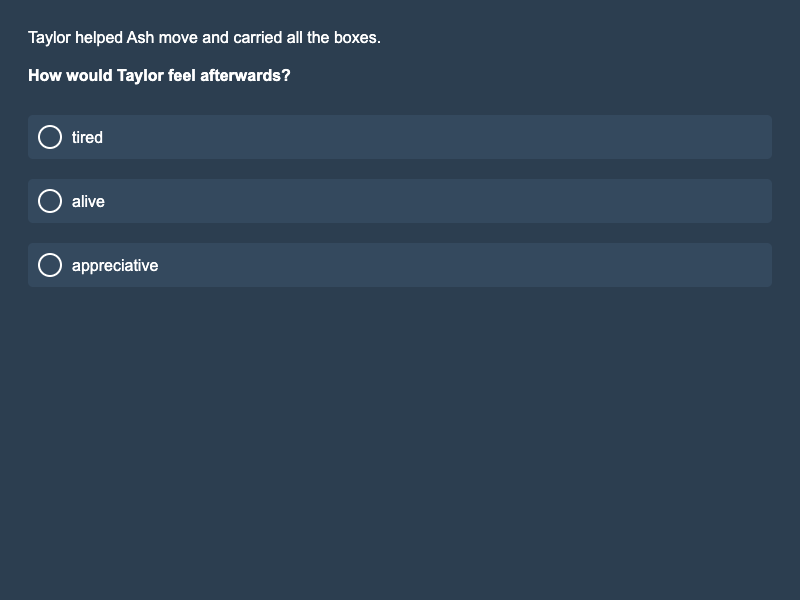 Taylor helped Ash move and carried all the boxes.
How would Taylor feel afterwards?
tired
alive
appreciative